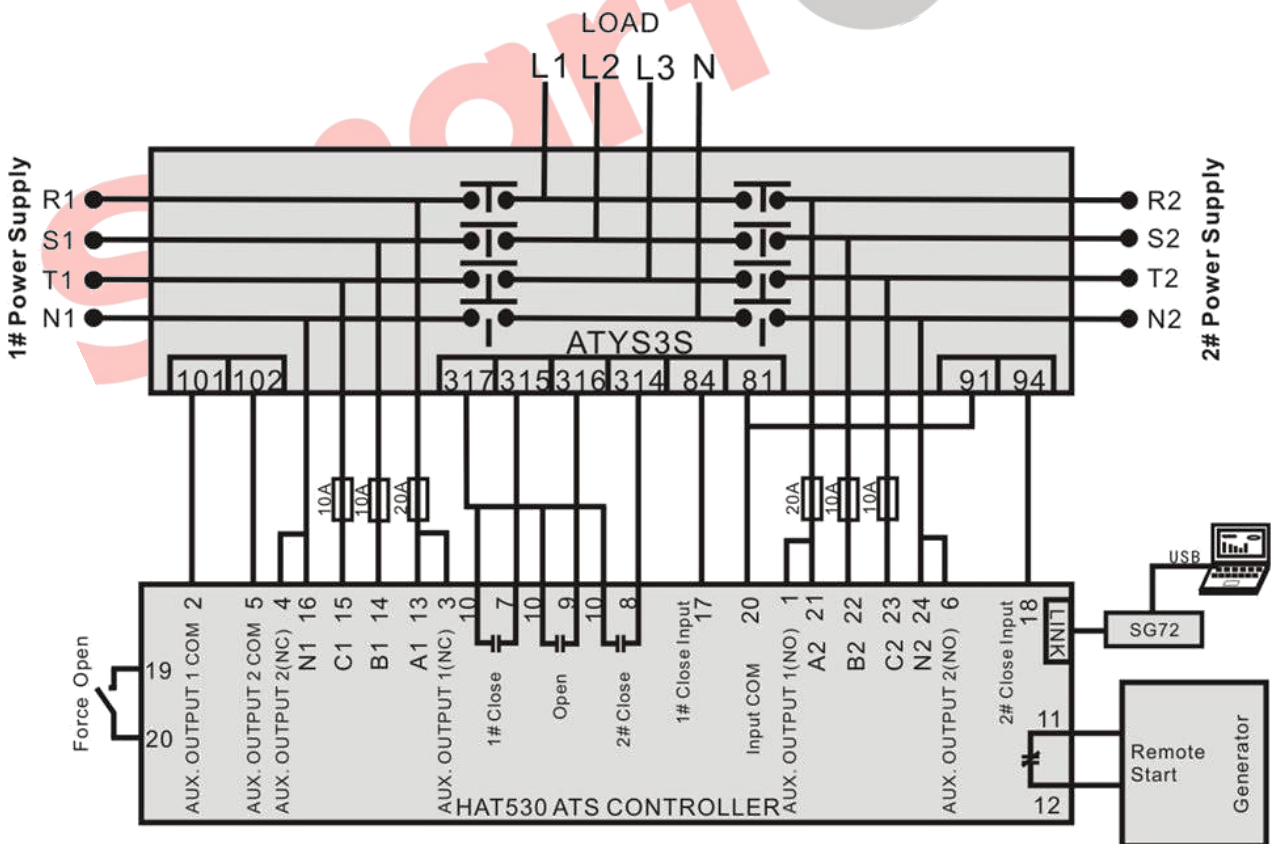 LOAD
L1 L2 L3 N
1# Power Supply
R1
S1
T1
N1
2# Power Supply
R2
S2
T2
N2
ATYS3S
101 102
317 315 316 314 84 81
91 94
10A
10A
20A
20A
10A
10A
USB
SG72
LINK
Force Open
19
20
2 AUX. OUTPUT 1 COM
5 AUX. OUTPUT 2 COM
4 AUX. OUTPUT 2(NC)
16 N1
15 C1
14 B1
13 A1
3 AUX. OUTPUT 1(NC)
10 7 1# Close
10 9 Open
10 8 2# Close
17 1# Close Input
20 Input COM
1 AUX. OUTPUT 1(NO)
21 A2
22 B2
23 C2
24 N2
6 AUX. OUTPUT 2(NO)
18 2# Close Input
11
12
Remote
Start
Generator
HAT530 ATS CONTROLLER